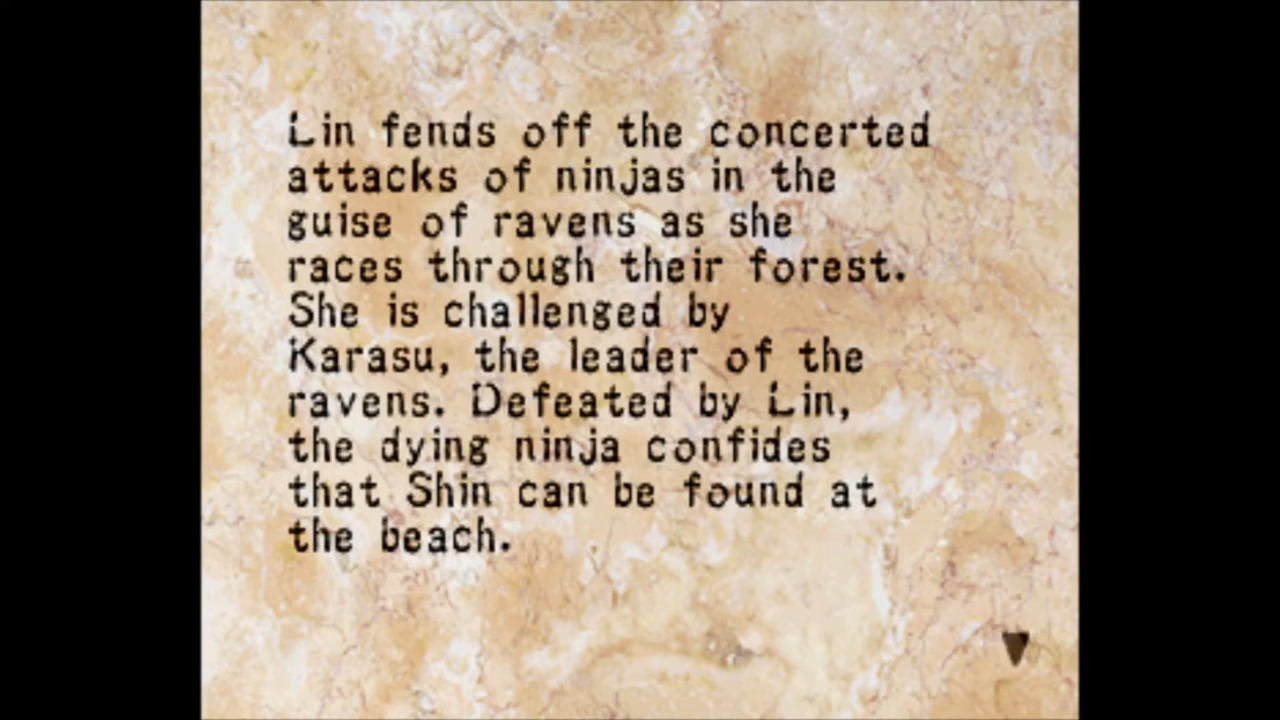 Lin fends off the concerted
attacks of ninjas in the
guise of ravens as she
races through their forest.
She is challenged by
Karasu, the leader of the
ravens. Defeated by Lin,
the dying ninja confides
that Shin can be found at
the beach.